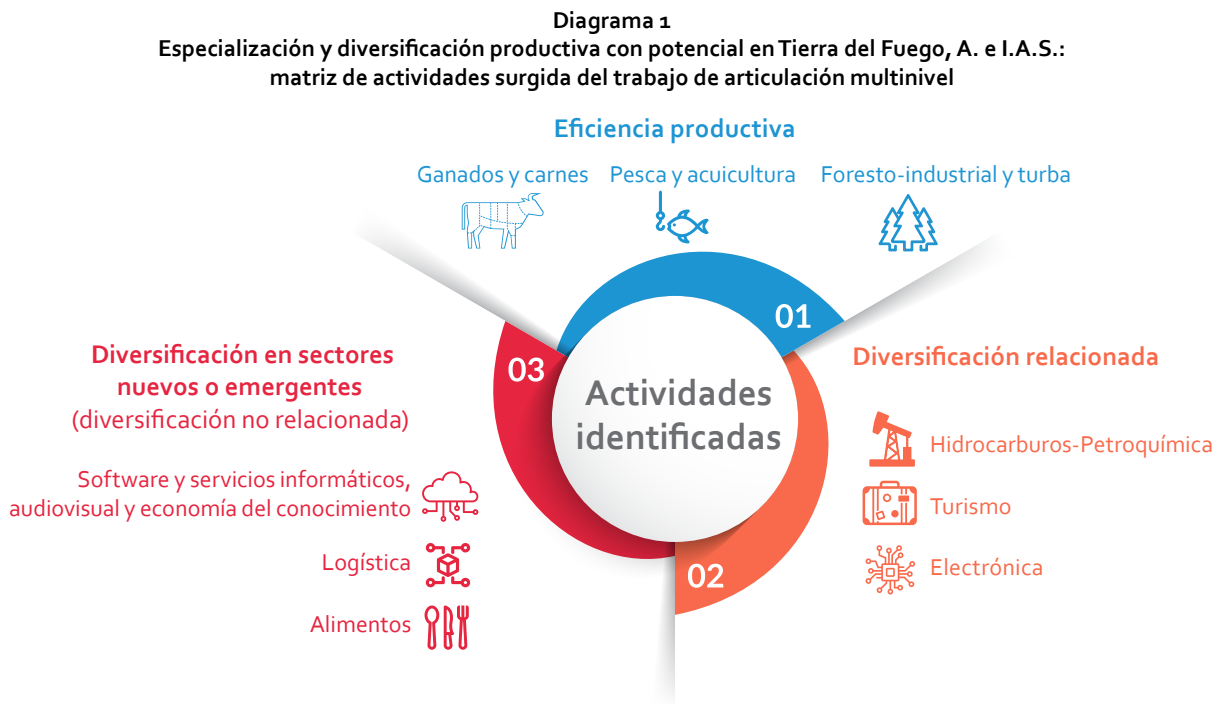 Diagrama 1
Especialización y diversificación productiva con potencial en Tierra del Fuego, A. e I.A.S.:
matriz de actividades surgida del trabajo de articulación multinivel
Eficiencia productiva
Ganados y carnes
Pesca y acuicultura
Foresto-industrial y turba
01
Diversificación relacionada
Hidrocarburos-Petroquímica
Turismo
Electrónica
02
Diversificación en sectores
nuevos o emergentes
(diversificación no relacionada)
03
Software y servicios informáticos,
audiovisual y economía del conocimiento
Logística
Alimentos
Actividades
identificadas